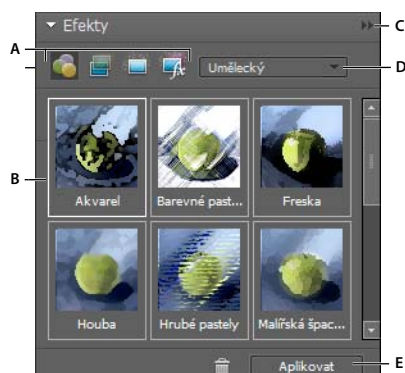 Efekty
A
C
Umělecký
D
B
Akvarel
Barevné past...
Freska
Houba
Hrubé pastely
Malířská špac...
Aplikovat
E